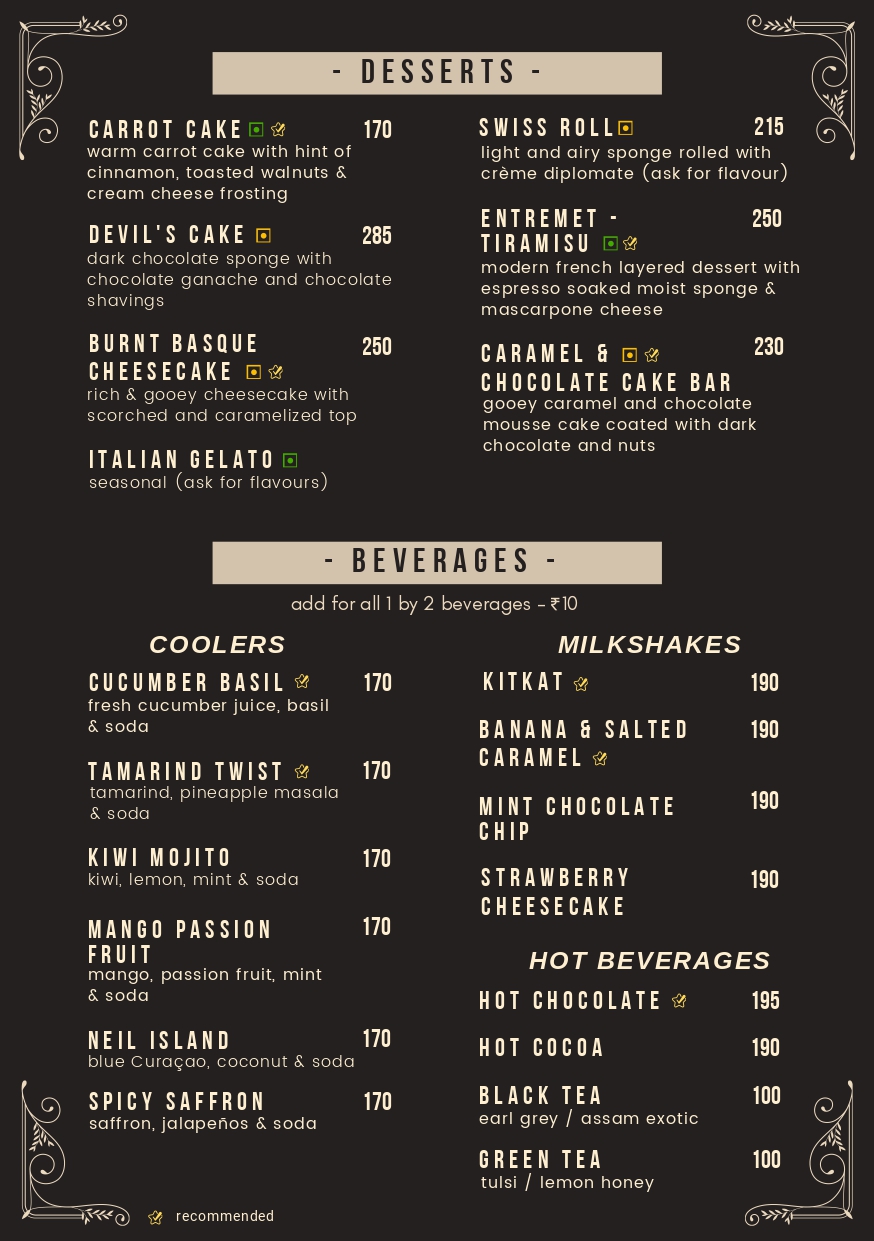 - DESSERTS -
CARROT CAKE 170
warm carrot cake with hint of
cinnamon, toasted walnuts &
cream cheese frosting
DEVIL'S CAKE 285
dark chocolate sponge with
chocolate ganache and chocolate
shavings
BURNT BASQUE 250
CHEESECAKE
rich & gooey cheesecake with
scorched and caramelized top
ITALIAN GELATO
seasonal (ask for flavours)
SWISS ROLL 215
light and airy sponge rolled with
crème diplomate (ask for flavour)
ENTREMET - 250
TIRAMISU
modern french layered dessert with
espresso soaked moist sponge &
mascarpone cheese
CARAMEL & 230
CHOCOLATE CAKE BAR
gooey caramel and chocolate
mousse cake coated with dark
chocolate and nuts
- BEVERAGES -
add for all 1 by 2 beverages - ₹10
COOLERS
CUCUMBER BASIL 170
fresh cucumber juice, basil
& soda
TAMARIND TWIST 170
tamarind, pineapple masala
& soda
KIWI MOJITO 170
kiwi, lemon, mint & soda
MANGO PASSION 170
FRUIT
mango, passion fruit, mint
& soda
NEIL ISLAND 170
blue Curaçao, coconut & soda
SPICY SAFFRON 170
saffron, jalapeños & soda
MILKSHAKES
KITKAT 190
BANANA & SALTED 190
CARAMEL
MINT CHOCOLATE 190
CHIP
STRAWBERRY 190
CHEESECAKE
HOT BEVERAGES
HOT CHOCOLATE 195
HOT COCOA 190
BLACK TEA 100
earl grey / assam exotic
GREEN TEA 100
tulsi / lemon honey
recommended